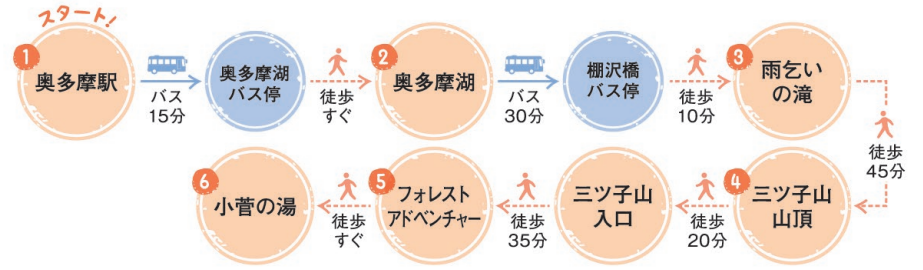 スタート!
1
奥多摩駅
バス
15分
奥多摩湖
バス停
徒歩
すぐ
2
奥多摩湖
バス
30分
棚沢橋
バス停
徒歩
10分
3
雨乞い
の滝
徒歩
45分
4
三ツ子山
山頂
徒歩
20分
三ツ子山
入口
徒歩
35分
5
フォレスト
アドベンチャー
徒歩
すぐ
6
小菅の湯